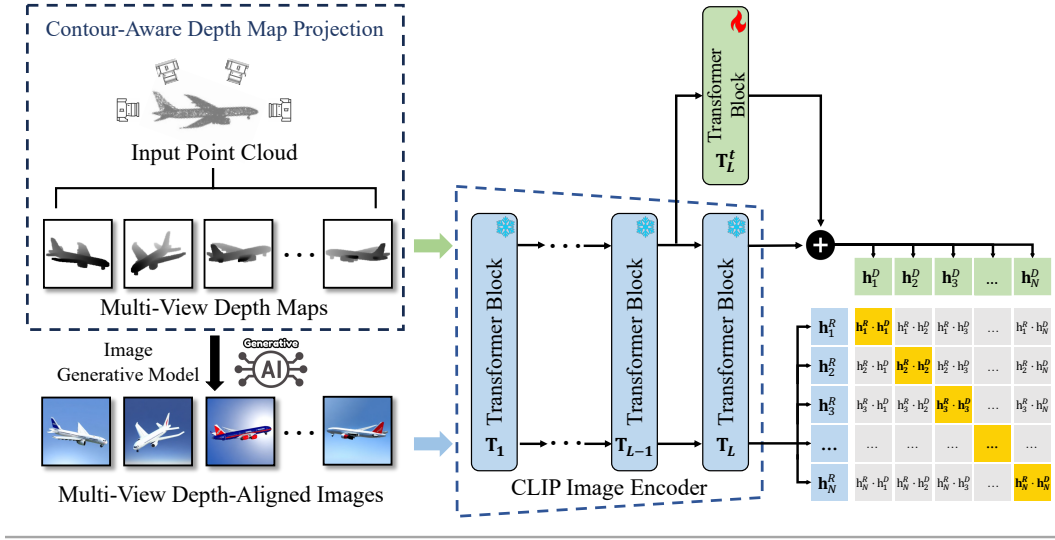 Contour-Aware Depth Map Projection
Input Point Cloud
Multi-View Depth Maps
Image
Generative Model
Generative
AI
Multi-View Depth-Aligned Images
Transformer Block
T_1
Transformer Block
T_{L-1}
Transformer Block
T_L
CLIP Image Encoder
Transformer
Block
T_L^t
+
h_1^D h_2^D h_3^D ... h_N^D
h_1^R h_1^R · h_1^D h_1^R · h_2^D h_1^R · h_3^D ... h_1^R · h_N^D
h_2^R h_2^R · h_1^D h_2^R · h_2^D h_2^R · h_3^D ... h_2^R · h_N^D
h_3^R h_3^R · h_1^D h_3^R · h_2^D h_3^R · h_3^D ... h_3^R · h_N^D
... ... ... ... ... ...
h_N^R h_N^R · h_1^D h_N^R · h_2^D h_N^R · h_3^D ... h_N^R · h_N^D